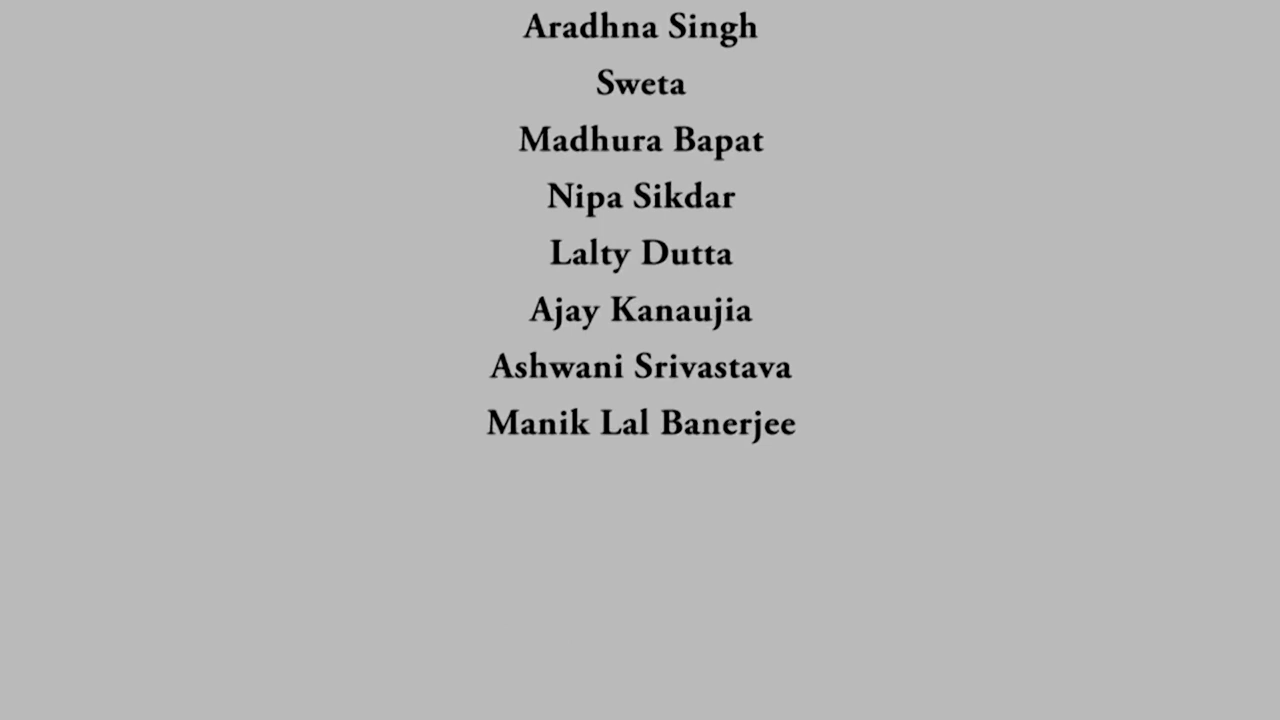 Aradhna Singh
Sweta
Madhura Bapat
Nipa Sikdar
Lalty Dutta
Ajay Kanaujia
Ashwani Srivastava
Manik Lal Banerjee